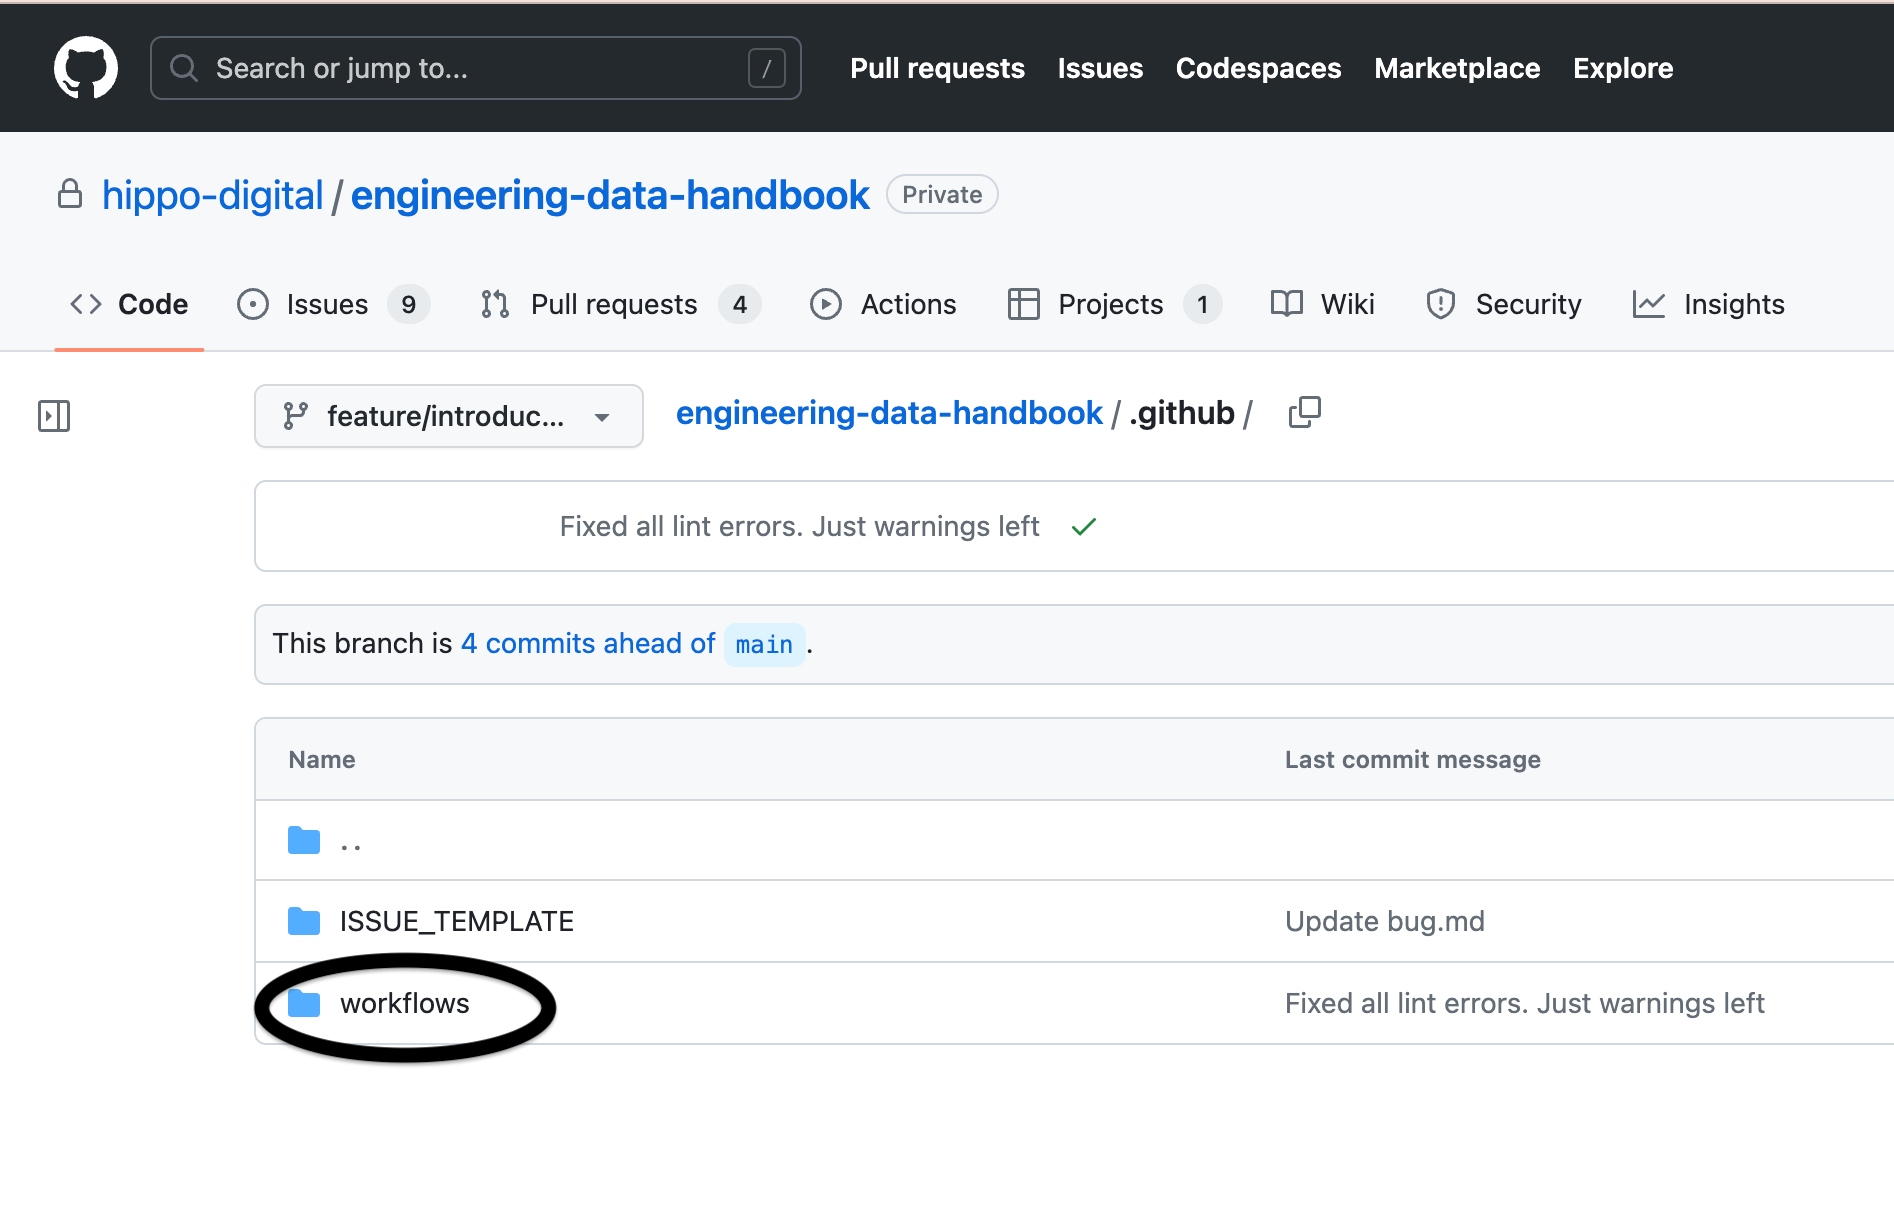 Search or jump to... / Pull requests Issues Codespaces Marketplace Explore
hippo-digital / engineering-data-handbook Private
Code Issues 9 Pull requests 4 Actions Projects 1 Wiki Security Insights
feature/introduc... engineering-data-handbook / .github /
Fixed all lint errors. Just warnings left
This branch is 4 commits ahead of main .
Name Last commit message
..
ISSUE_TEMPLATE Update bug.md
workflows Fixed all lint errors. Just warnings left